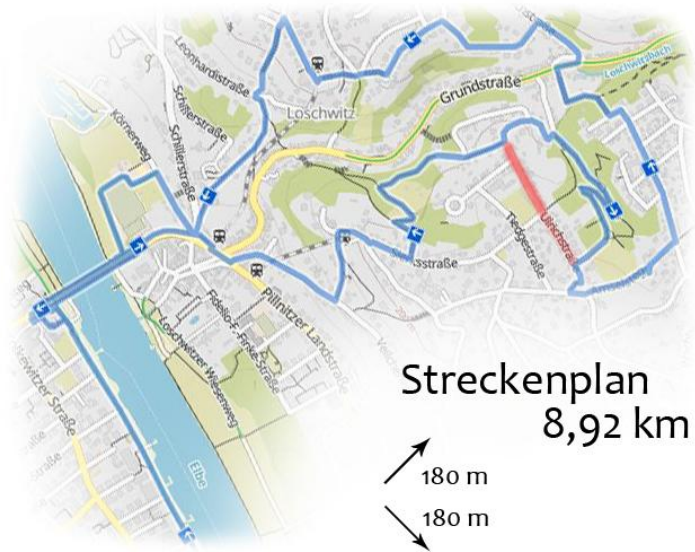 Leonhardistraße
Schillerstraße
Grundstraße
Loschwitzbach
Loschwitz
Körnerweg
Schillerstraße
Tiedgestraße
Ulrichstraße
Pillnitzer Landstraße
Fidelio-F.-Finke-Straße
Loschwitzer Wiesenweg
Elbe
Streckenplan
8,92 km
180 m
180 m